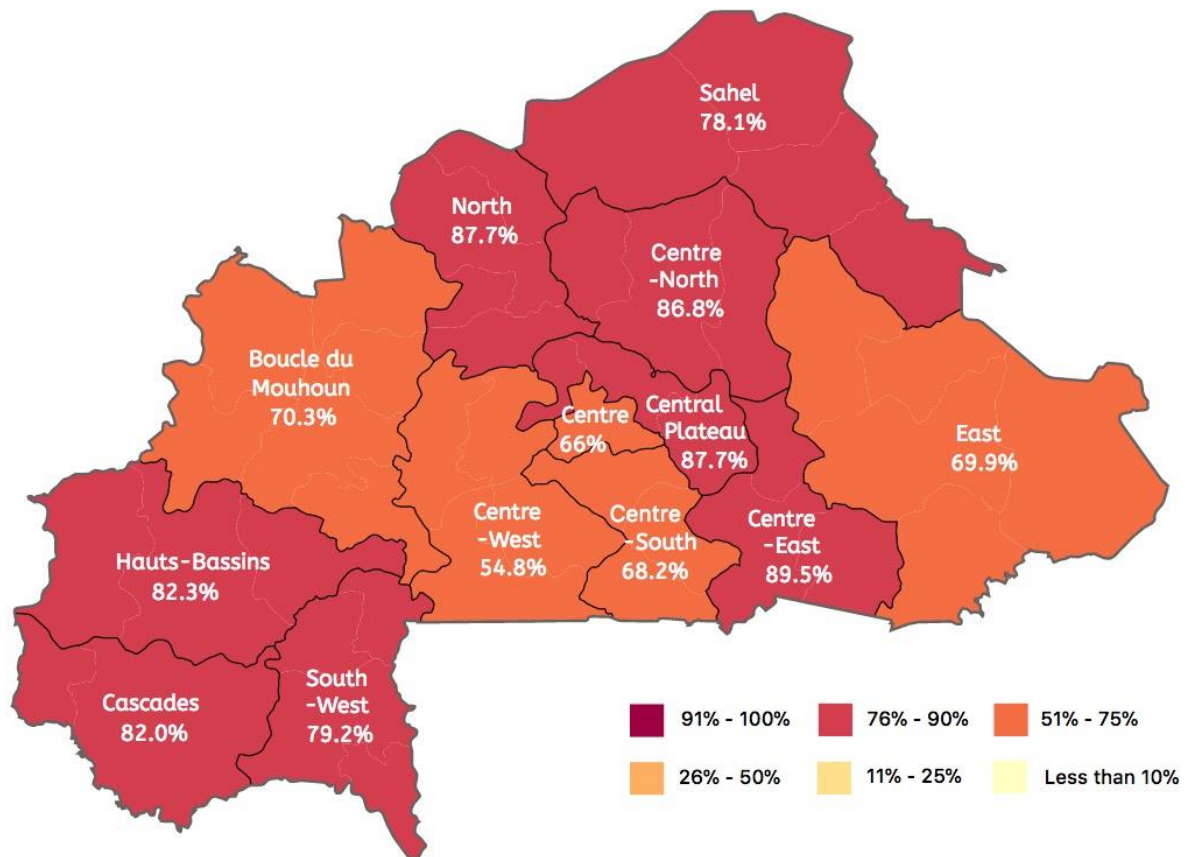 Sahel
78.1%
North
87.7%
Centre
-North
86.8%
Boucle du
Mouhoun
70.3%
Centre
66%
Central
Plateau
87.7%
East
69.9%
Centre
-West
54.8%
Centre
-South
68.2%
Centre
-East
89.5%
Hauts-Bassins
82.3%
Cascades
82.0%
South
-West
79.2%
91% - 100%
76% - 90%
51% - 75%
26% - 50%
11% - 25%
Less than 10%